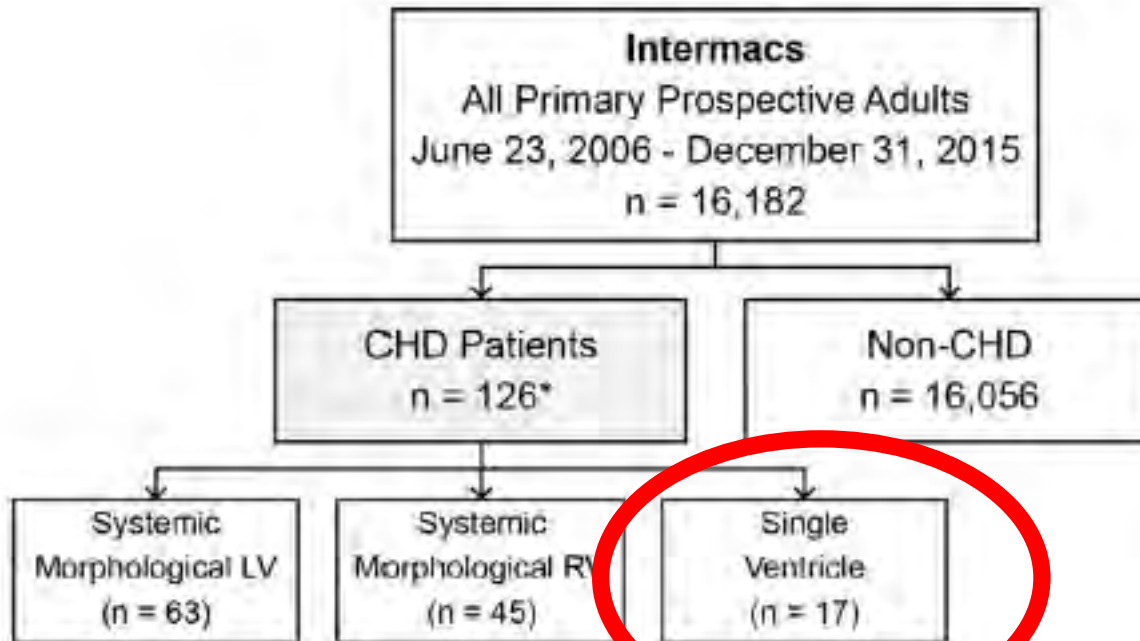 Intermacs
All Primary Prospective Adults
June 23, 2006 - December 31, 2015
n = 16,182
CHD Patients
n = 126*
Non-CHD
n = 16,056
Systemic
Morphological LV
(n = 63)
Systemic
Morphological RV
(n = 45)
Single
Ventricle
(n = 17)